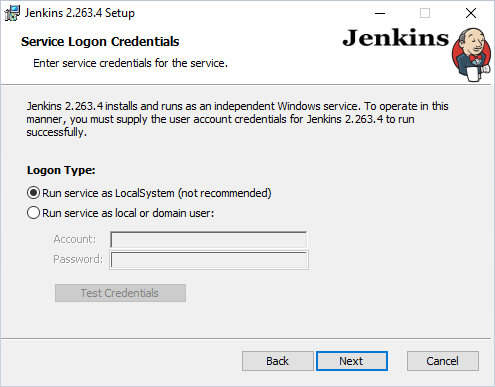 Jenkins 2.263.4 Setup
Service Logon Credentials
Enter service credentials for the service.
Jenkins
Jenkins 2.263.4 installs and runs as an independent Windows service. To operate in this
manner, you must supply the user account credentials for Jenkins 2.263.4 to run
successfully.
Logon Type:
Run service as LocalSystem (not recommended)
Run service as local or domain user:
Account:
Password:
Test Credentials
Back Next Cancel